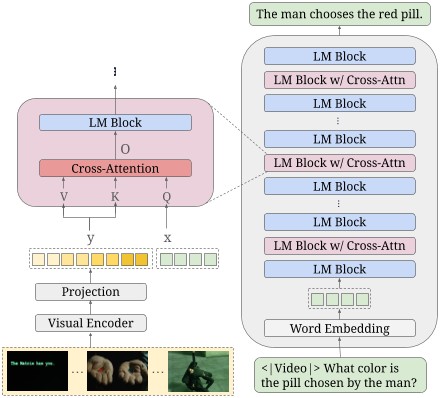 The man chooses the red pill.
LM Block
LM Block w/ Cross-Attn
LM Block
LM Block
LM Block w/ Cross-Attn
LM Block
LM Block
LM Block w/ Cross-Attn
LM Block
Word Embedding
<|Video|> What color is
the pill chosen by the man?
LM Block
O
Cross-Attention
V K Q
y x
Projection
Visual Encoder
The Matrix has you.
... ...